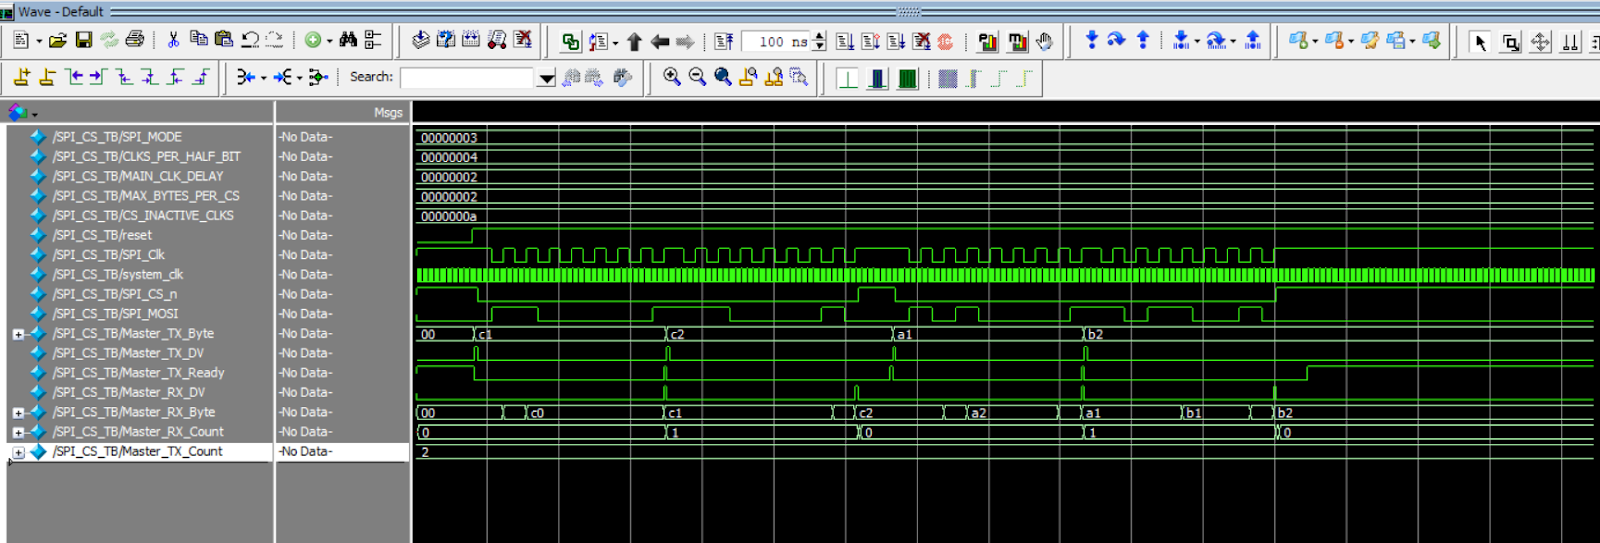 Wave - Default
100 ns
Search:
Msgs
/SPI_CS_TB/SPI_MODE -No Data- 00000003
/SPI_CS_TB/CLKS_PER_HALF_BIT -No Data- 00000004
/SPI_CS_TB/MAIN_CLK_DELAY -No Data- 00000002
/SPI_CS_TB/MAX_BYTES_PER_CS -No Data- 00000002
/SPI_CS_TB/CS_INACTIVE_CLKS -No Data- 0000000a
/SPI_CS_TB/reset -No Data-
/SPI_CS_TB/SPI_Clk -No Data-
/SPI_CS_TB/system_clk -No Data-
/SPI_CS_TB/SPI_CS_n -No Data-
/SPI_CS_TB/SPI_MOSI -No Data-
/SPI_CS_TB/Master_TX_Byte -No Data- 00 c1 c2 a1 b2
/SPI_CS_TB/Master_TX_DV -No Data-
/SPI_CS_TB/Master_TX_Ready -No Data-
/SPI_CS_TB/Master_RX_DV -No Data-
/SPI_CS_TB/Master_RX_Byte -No Data- 00 c0 c1 c2 a2 a1 b1 b2
/SPI_CS_TB/Master_RX_Count -No Data- 0 1 0 1 0
/SPI_CS_TB/Master_TX_Count -No Data- 2